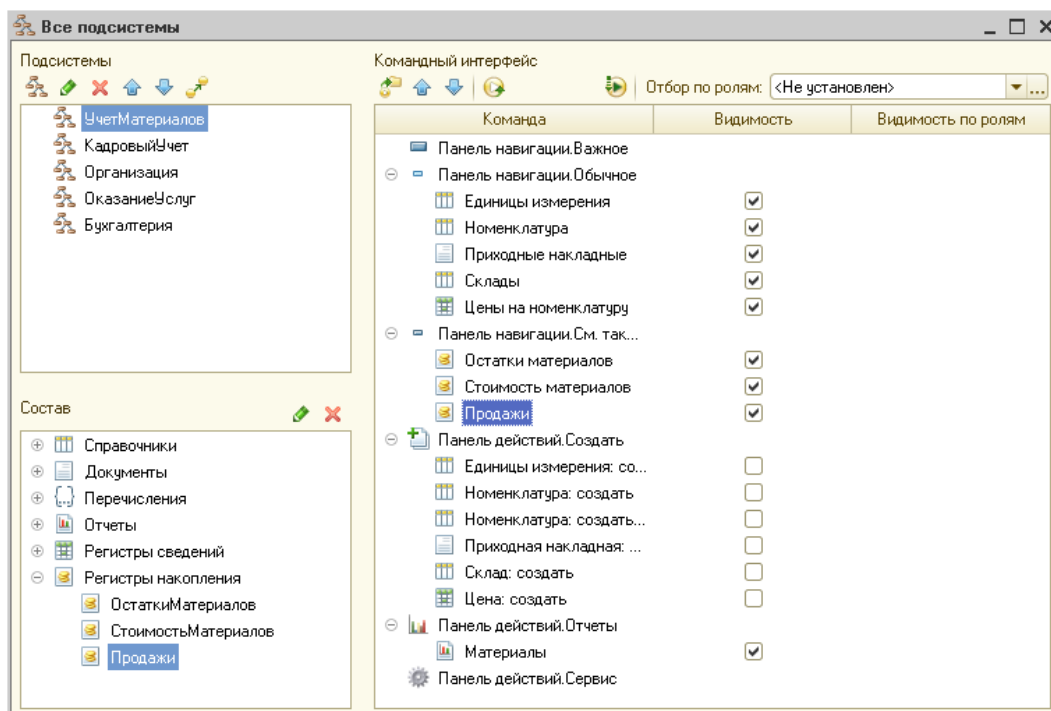 Все подсистемы
Подсистемы
УчетМатериалов
КадровыйУчет
Организация
ОказаниеУслуг
Бухгалтерия
Состав
Справочники
Документы
Перечисления
Отчеты
Регистры сведений
Регистры накопления
ОстаткиМатериалов
СтоимостьМатериалов
Продажи
Командный интерфейс
Отбор по ролям: <Не установлен>
Команда Видимость Видимость по ролям
Панель навигации.Важное
Панель навигации.Обычное
Единицы измерения
Номенклатура
Приходные накладные
Склады
Цены на номенклатуру
Панель навигации.См. так...
Остатки материалов
Стоимость материалов
Продажи
Панель действий.Создать
Единицы измерения: со...
Номенклатура: создать
Номенклатура: создать...
Приходная накладная: ...
Склад: создать
Цена: создать
Панель действий.Отчеты
Материалы
Панель действий.Сервис